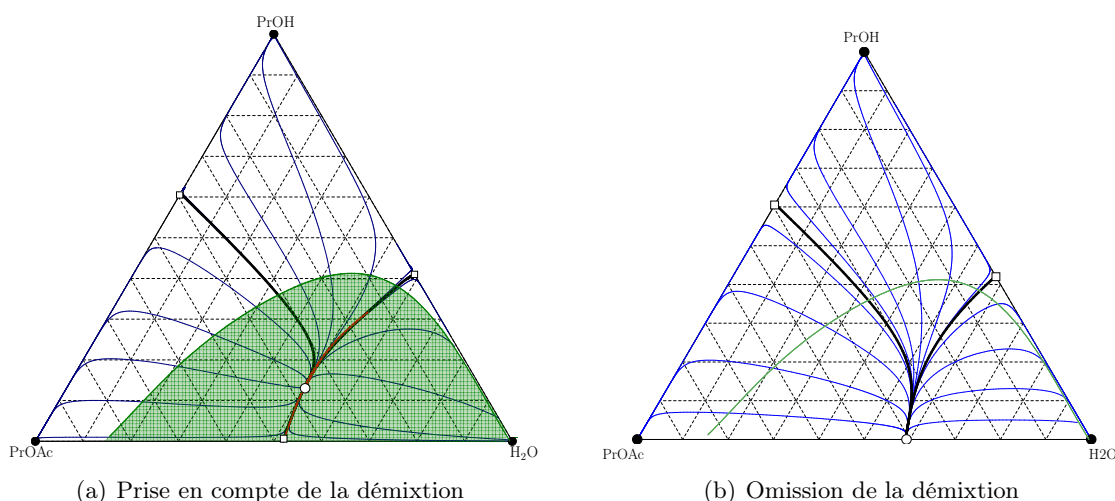 PrOH
PrOAc
H₂O
(a) Prise en compte de la démixtion
PrOH
PrOAc
H2O
(b) Omission de la démixtion